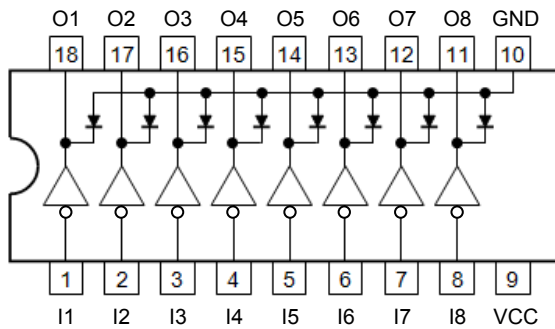 O1 O2 O3 O4 O5 O6 O7 O8 GND
18 17 16 15 14 13 12 11 10
1 2 3 4 5 6 7 8 9
I1 I2 I3 I4 I5 I6 I7 I8 VCC